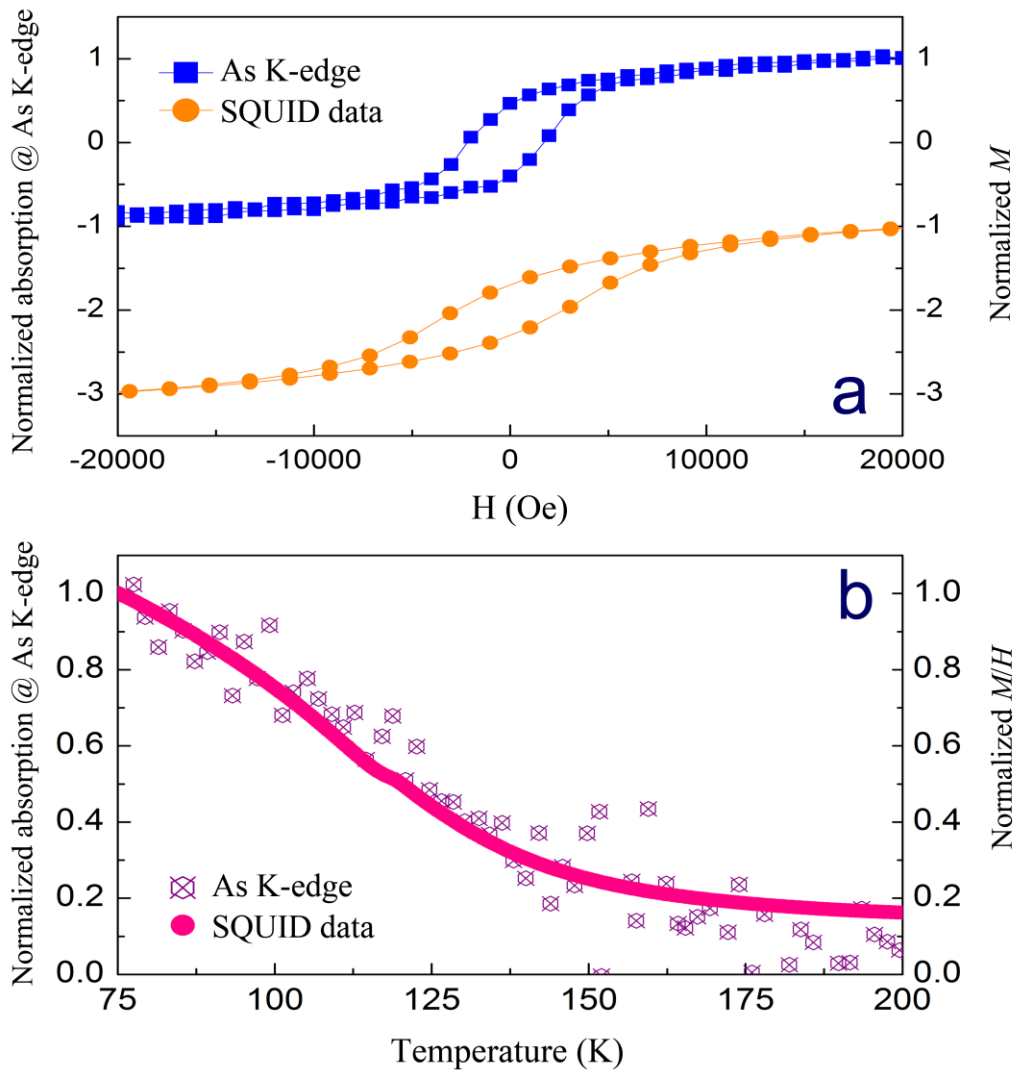 Normalized absorption @ As K-edge
1
0
-1
-2
-3
As K-edge
SQUID data
1
0
-1
-2
-3
Normalized M
a
-20000 -10000 0 10000 20000
H (Oe)
Normalized absorption @ As K-edge
1.0
0.8
0.6
0.4
0.2
0.0
b
As K-edge
SQUID data
1.0
0.8
0.6
0.4
0.2
0.0
Normalized M/H
75 100 125 150 175 200
Temperature (K)